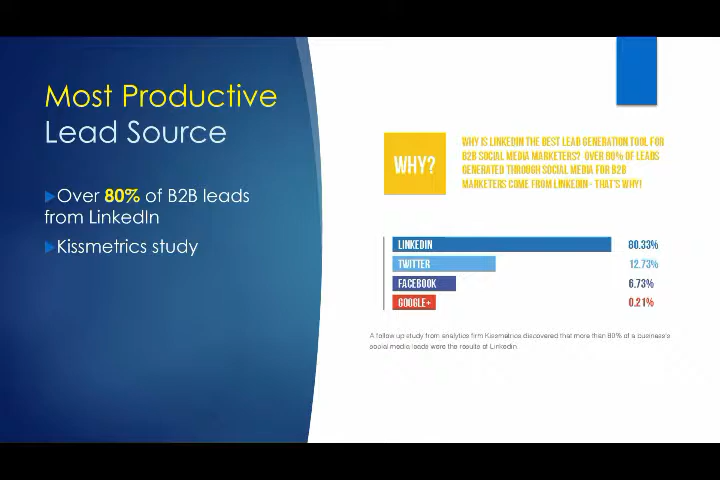 Most Productive
Lead Source
Over 80% of B2B leads
from LinkedIn
Kissmetrics study
WHY?
WHY IS LINKEDIN THE BEST LEAD GENERATION TOOL FOR
B2B SOCIAL MEDIA MARKETERS? OVER 80% OF LEADS
GENERATED THROUGH SOCIAL MEDIA FOR B2B
MARKETERS COME FROM LINKEDIN - THAT'S WHY!
LINKEDIN 80.33%
TWITTER 12.73%
FACEBOOK 6.73%
GOOGLE+ 0.21%
A follow up study from analytics firm Kissmetrics discovered that more than 80% of a business's
social media leads were the results of LinkedIn